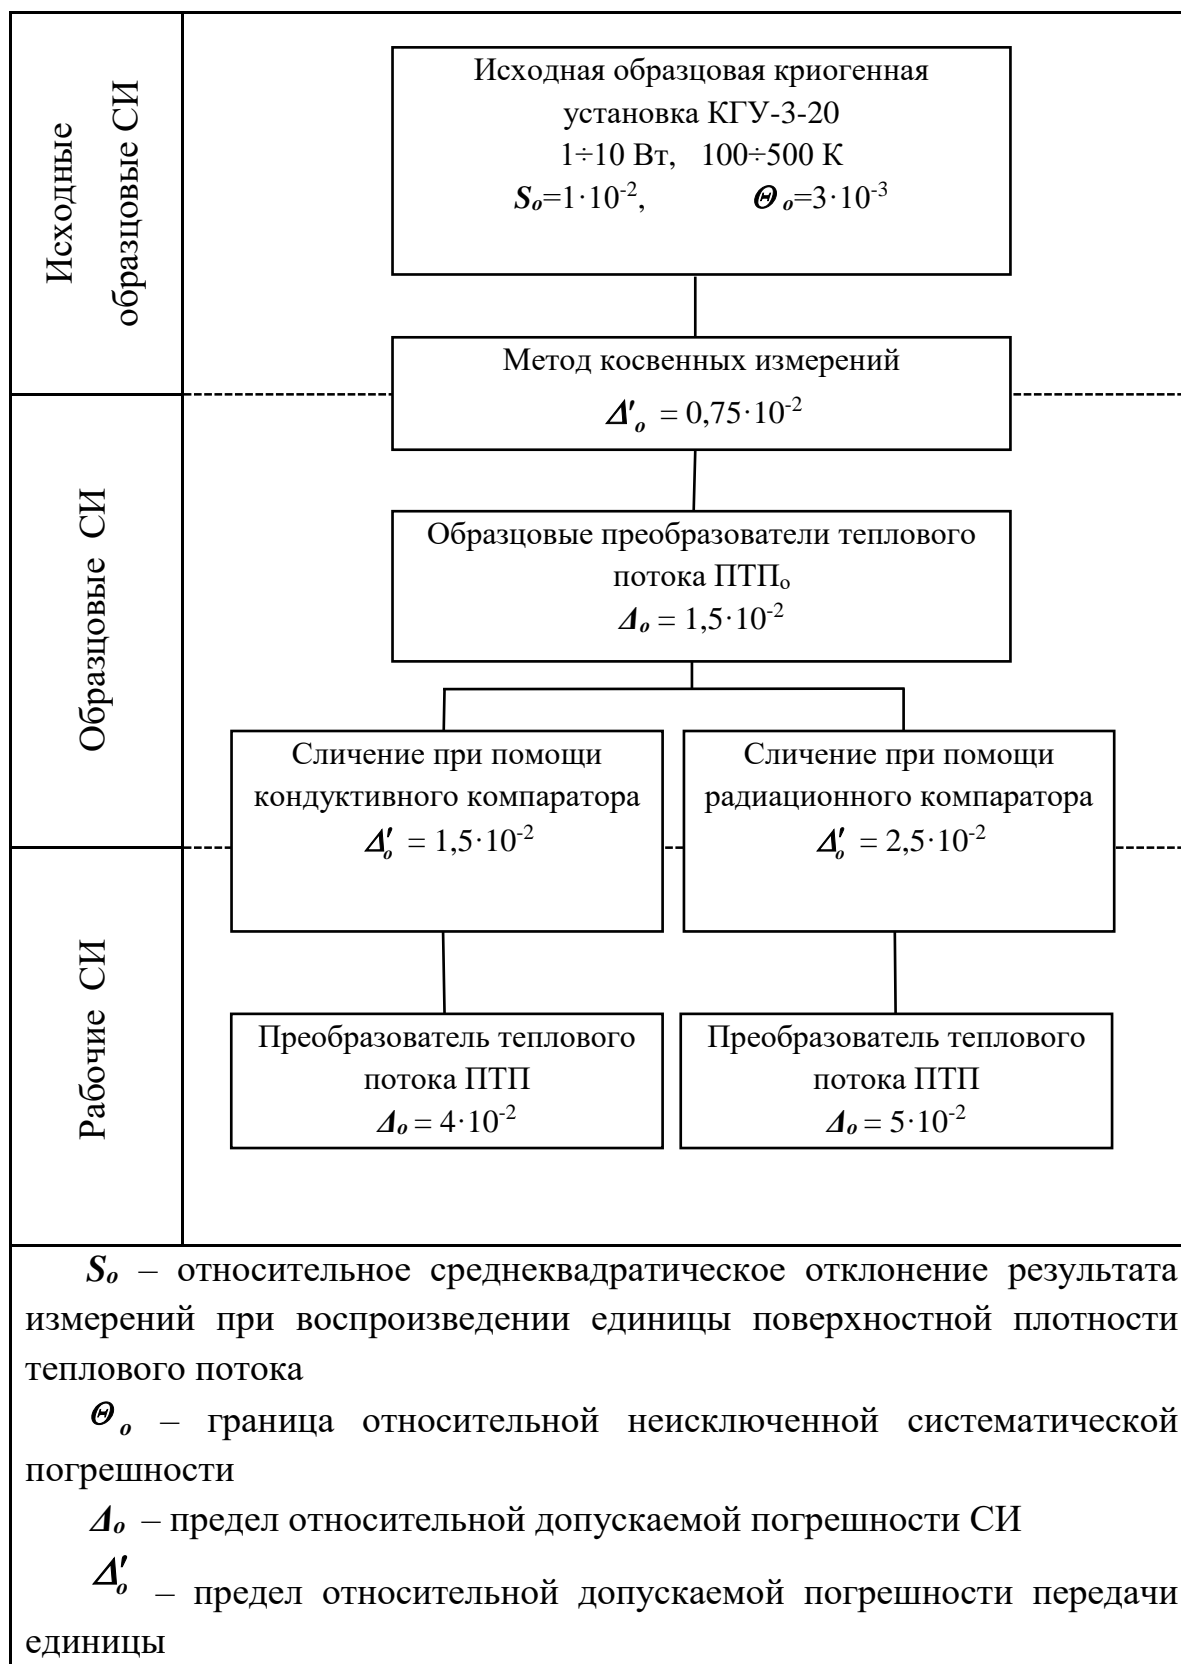 Исходные
образцовые СИ
Исходная образцовая криогенная
установка КГУ-3-20
1÷10 Вт, 100÷500 К
Sₒ=1·10⁻², Θₒ=3·10⁻³
Метод косвенных измерений
Δ′ₒ = 0,75·10⁻²
Образцовые СИ
Образцовые преобразователи теплового
потока ПТПₒ
Δₒ = 1,5·10⁻²
Сличение при помощи
кондуктивного компаратора
Δ′ₒ = 1,5·10⁻²
Сличение при помощи
радиационного компаратора
Δ′ₒ = 2,5·10⁻²
Рабочие СИ
Преобразователь теплового
потока ПТП
Δₒ = 4·10⁻²
Преобразователь теплового
потока ПТП
Δₒ = 5·10⁻²
Sₒ – относительное среднеквадратическое отклонение результата
измерений при воспроизведении единицы поверхностной плотности
теплового потока
Θₒ – граница относительной неисключенной систематической
погрешности
Δₒ – предел относительной допускаемой погрешности СИ
Δ′ₒ – предел относительной допускаемой погрешности передачи
единицы